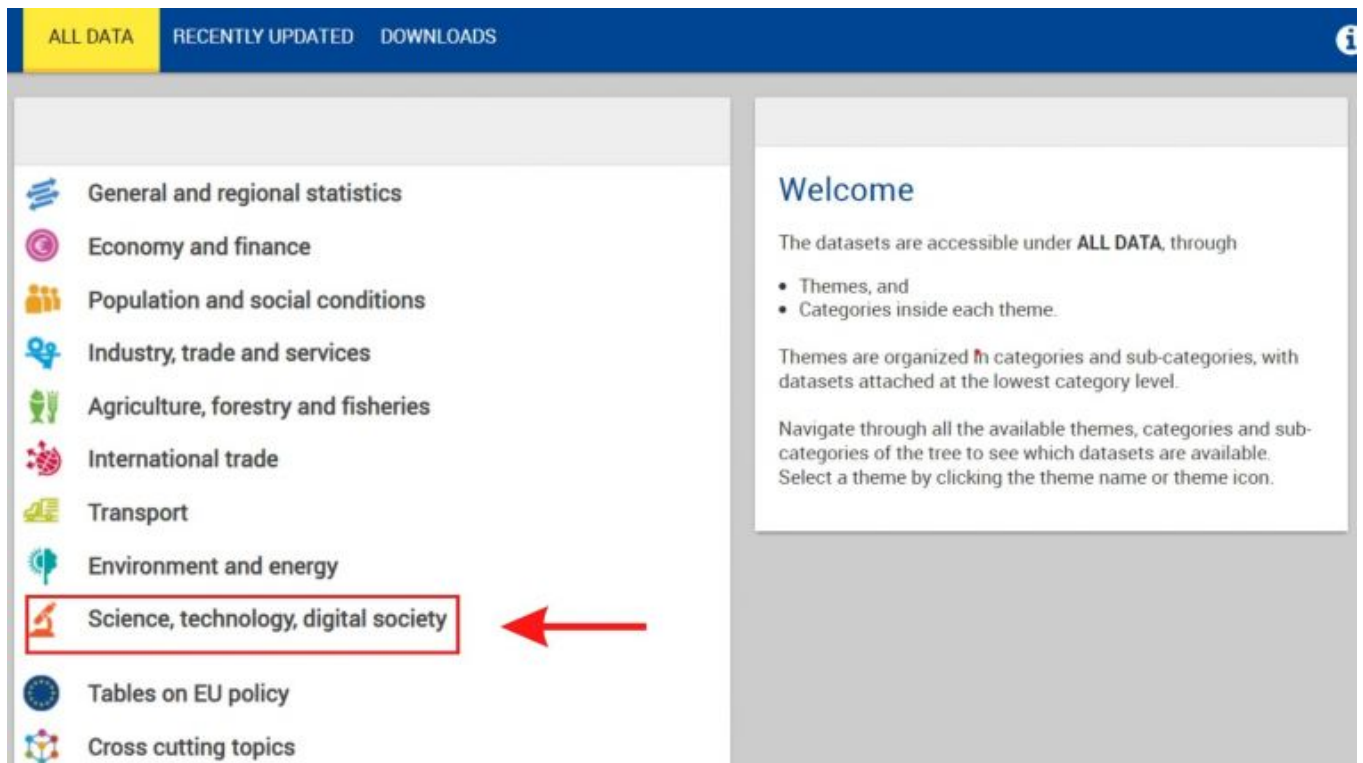 ALL DATA RECENTLY UPDATED DOWNLOADS
General and regional statistics
Economy and finance
Population and social conditions
Industry, trade and services
Agriculture, forestry and fisheries
International trade
Transport
Environment and energy
Science, technology, digital society
Tables on EU policy
Cross cutting topics
Welcome
The datasets are accessible under ALL DATA, through
• Themes, and
• Categories inside each theme.
Themes are organized in categories and sub-categories, with
datasets attached at the lowest category level.
Navigate through all the available themes, categories and sub-
categories of the tree to see which datasets are available.
Select a theme by clicking the theme name or theme icon.